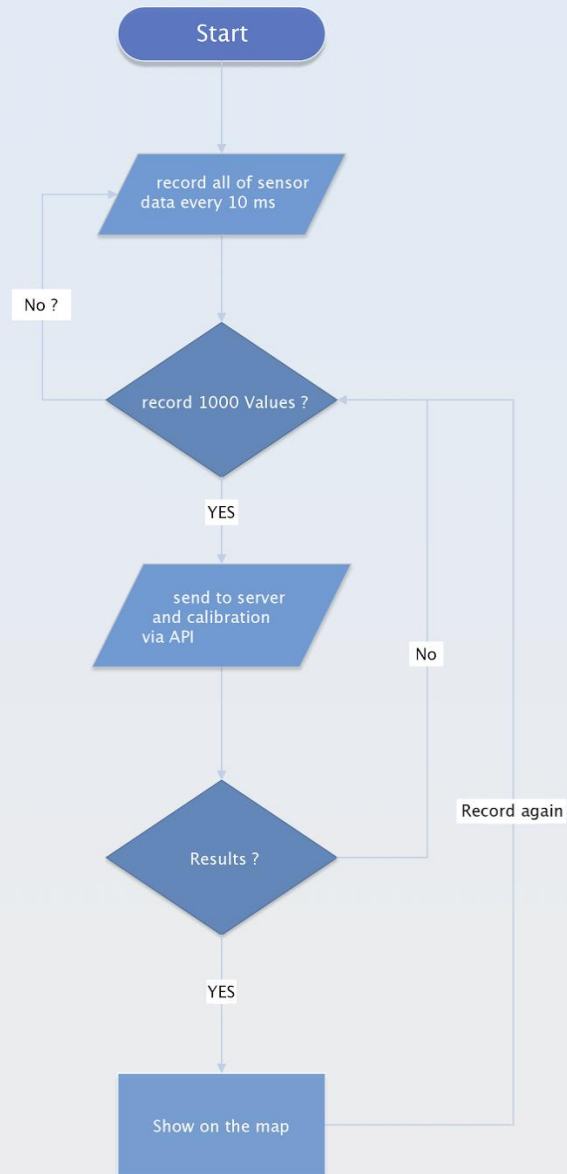 Start
record all of sensor
data every 10 ms
No ?
record 1000 Values ?
YES
send to server
and calibration
via API
No
Record again
Results ?
YES
Show on the map